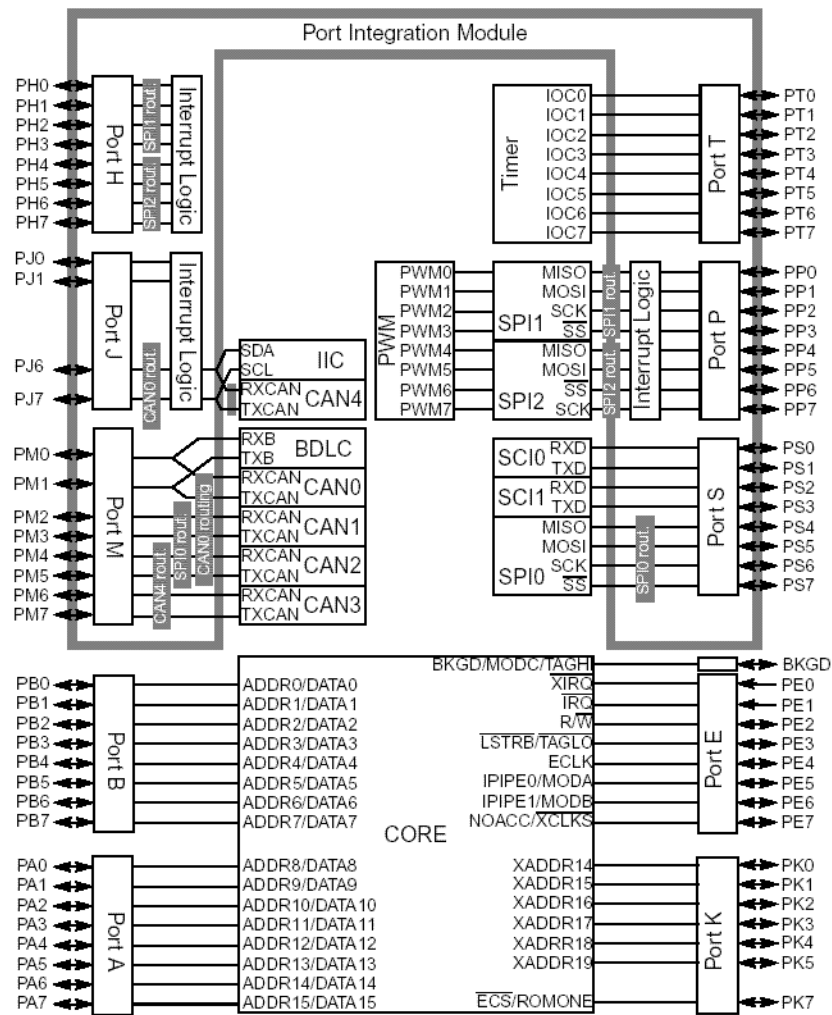 Port Integration Module
PH0
PH1
PH2
PH3
PH4
PH5
PH6
PH7
Port H
SPI1 rout.
SPI2 rout.
Interrupt Logic
PJ0
PJ1
PJ6
PJ7
Port J
CAN0 rout.
Interrupt Logic
SDA
SCL
IIC
RXCAN
TXCAN
CAN4
PM0
PM1
PM2
PM3
PM4
PM5
PM6
PM7
Port M
CAN4 rout.
SPI0 rout.
CAN0 routing
RXB
TXB
BDLC
RXCAN
TXCAN
CAN0
RXCAN
TXCAN
CAN1
RXCAN
TXCAN
CAN2
RXCAN
TXCAN
CAN3
Timer
IOC0
IOC1
IOC2
IOC3
IOC4
IOC5
IOC6
IOC7
Port T
PT0
PT1
PT2
PT3
PT4
PT5
PT6
PT7
PWM
PWM0
PWM1
PWM2
PWM3
PWM4
PWM5
PWM6
PWM7
SPI1
MISO
MOSI
SCK
SS
SPI2
MISO
MOSI
SS
SCK
SPI1 rout.
SPI2 rout.
Interrupt Logic
Port P
PP0
PP1
PP2
PP3
PP4
PP5
PP6
PP7
SCI0
RXD
TXD
SCI1
RXD
TXD
SPI0
MISO
MOSI
SCK
SS
SPI0 rout.
Port S
PS0
PS1
PS2
PS3
PS4
PS5
PS6
PS7
PB0
PB1
PB2
PB3
PB4
PB5
PB6
PB7
Port B
ADDR0/DATA0
ADDR1/DATA1
ADDR2/DATA2
ADDR3/DATA3
ADDR4/DATA4
ADDR5/DATA5
ADDR6/DATA6
ADDR7/DATA7
PA0
PA1
PA2
PA3
PA4
PA5
PA6
PA7
Port A
ADDR8/DATA8
ADDR9/DATA9
ADDR10/DATA10
ADDR11/DATA11
ADDR12/DATA12
ADDR13/DATA13
ADDR14/DATA14
ADDR15/DATA15
CORE
BKGD/MODC/TAGHI
XIRQ
IRQ
R/W
LSTRB/TAGLO
ECLK
IPIPE0/MODA
IPIPE1/MODB
NOACC/XCLKS
Port E
BKGD
PE0
PE1
PE2
PE3
PE4
PE5
PE6
PE7
XADDR14
XADDR15
XADDR16
XADDR17
XADRR18
XADDR19
ECS/ROMONE
Port K
PK0
PK1
PK2
PK3
PK4
PK5
PK7